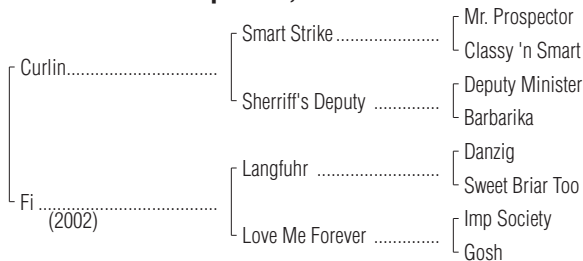 Mr. Prospector
Smart Strike
Classy 'n Smart
Curlin
Deputy Minister
Sherriff's Deputy
Barbarika
Danzig
Langfuhr
Sweet Briar Too
Fi
(2002)
Imp Society
Love Me Forever
Gosh